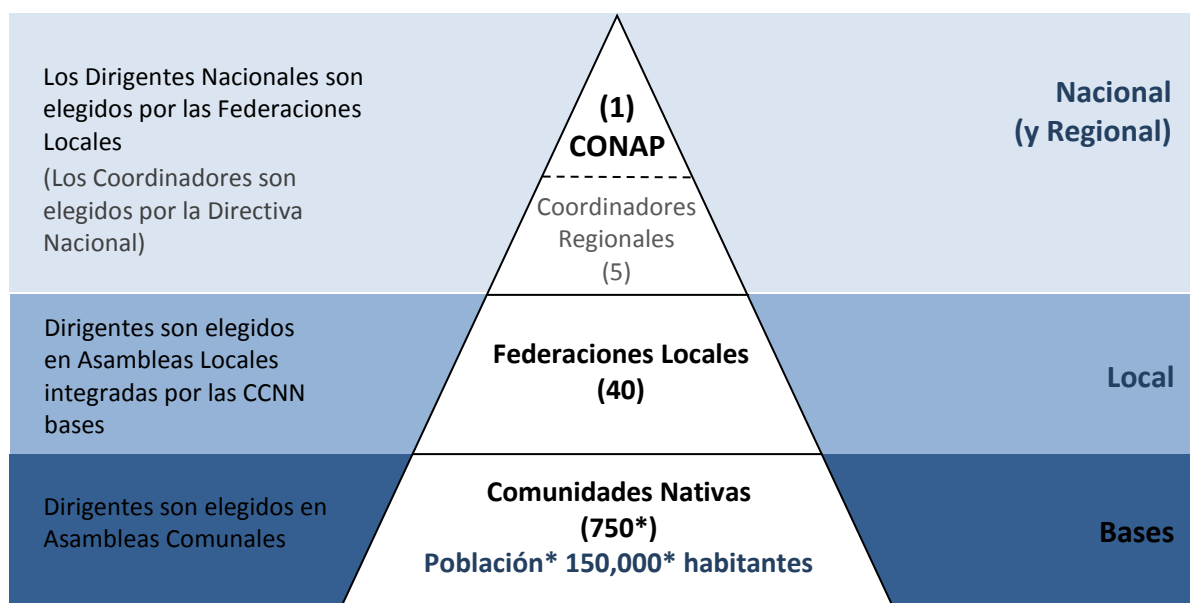 Los Dirigentes Nacionales son
elegidos por las Federaciones
Locales
(Los Coordinadores son
elegidos por la Directiva
Nacional)
(1)
CONAP
Coordinadores
Regionales
(5)
Nacional
(y Regional)
Dirigentes son elegidos
en Asambleas Locales
integradas por las CCNN
bases
Federaciones Locales
(40)
Local
Dirigentes son elegidos en
Asambleas Comunales
Comunidades Nativas
(750*)
Población* 150,000* habitantes
Bases